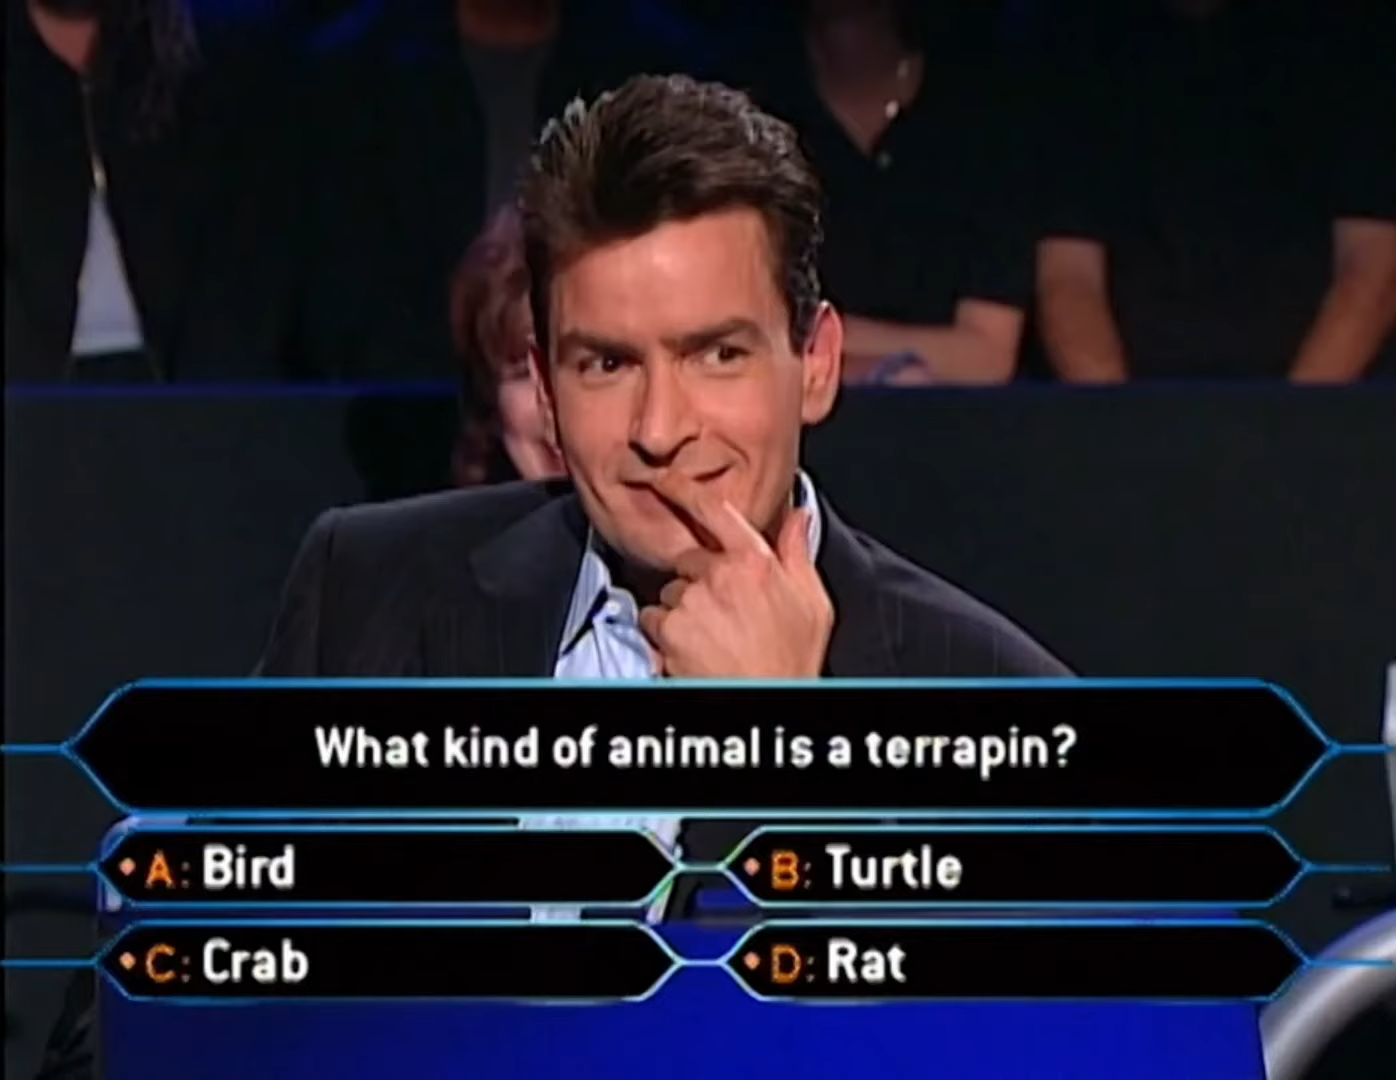 What kind of animal is a terrapin?
A: Bird
B: Turtle
C: Crab
D: Rat